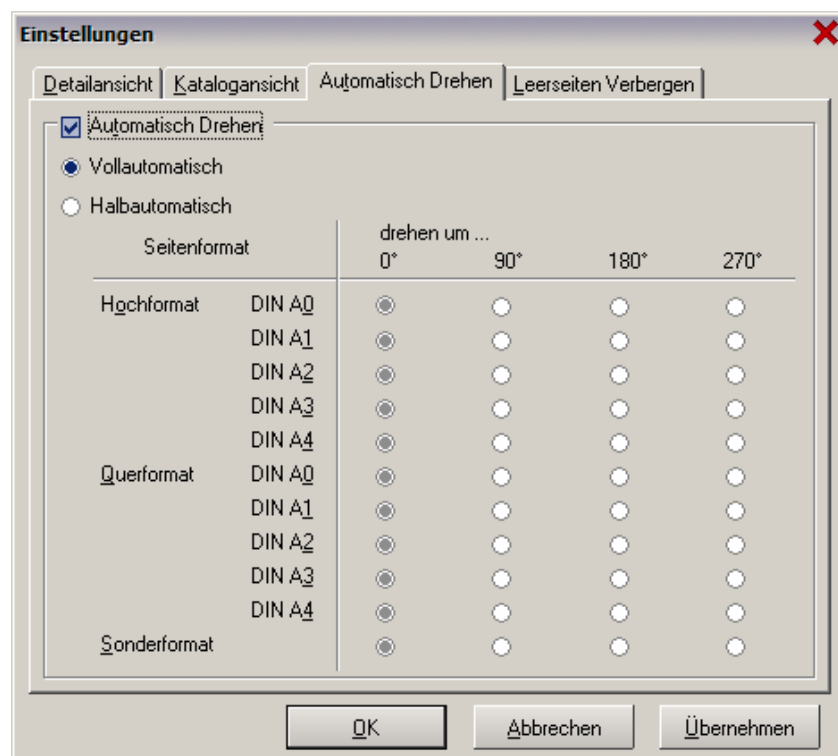 Einstellungen
Detailansicht Katalogansicht Automatisch Drehen Leerseiten Verbergen
Automatisch Drehen
Vollautomatisch
Halbautomatisch
Seitenformat drehen um ...
0° 90° 180° 270°
Hochformat DIN A0
DIN A1
DIN A2
DIN A3
DIN A4
Querformat DIN A0
DIN A1
DIN A2
DIN A3
DIN A4
Sonderformat
OK Abbrechen Übernehmen